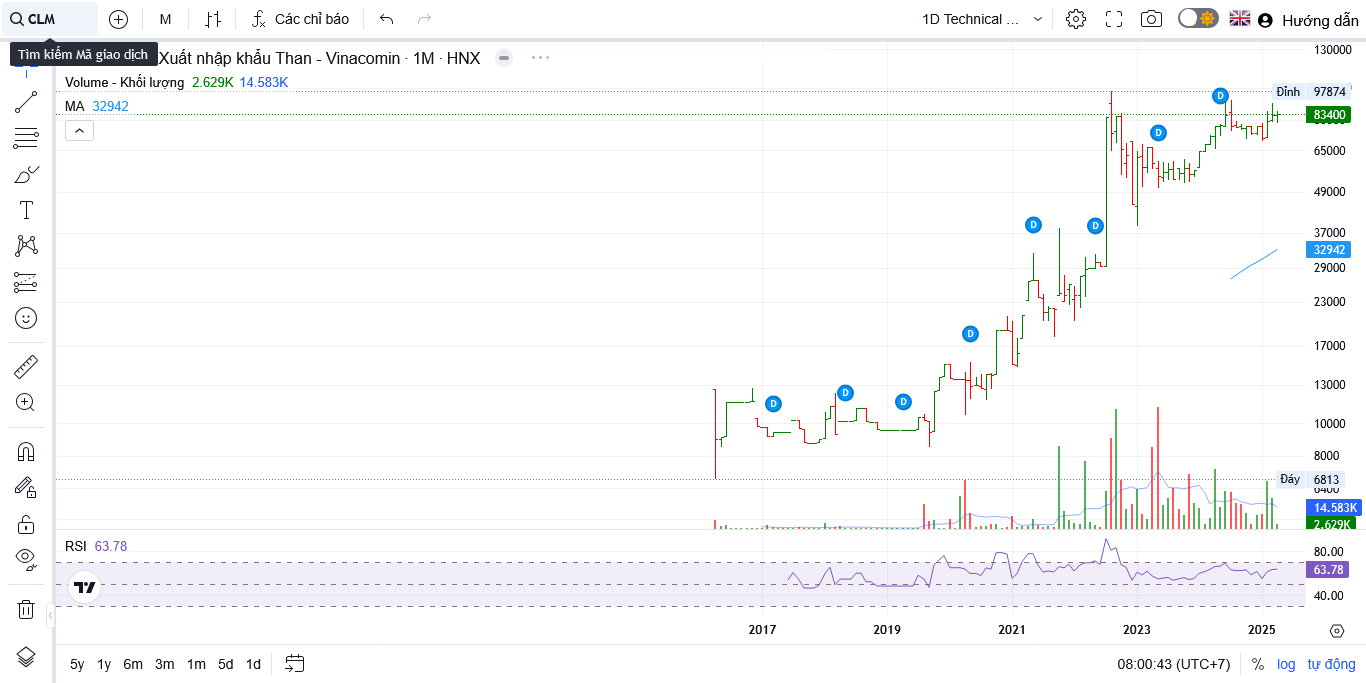 CLM
M
Các chỉ báo
1D Technical ...
Hướng dẫn
Tìm kiếm Mã giao dịch
Xuất nhập khẩu Than - Vinacomin · 1M · HNX
Volume - Khối lượng 2.629K 14.583K
MA 32942
130000
Đỉnh 97874
83400
65000
49000
37000
32942
29000
23000
17000
13000
10000
8000
Đáy 6813
6400
14.583K
2.629K
D
D
D
D
D
D
D
D
RSI 63.78
80.00
63.78
40.00
2017 2019 2021 2023 2025
5y 1y 6m 3m 1m 5d 1d
08:00:43 (UTC+7) % log tự động